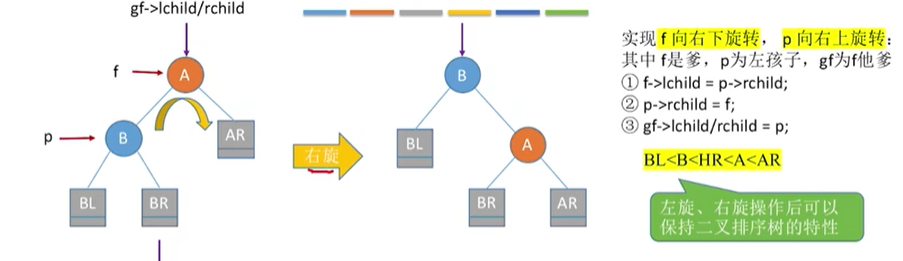 gf->lchild/rchild
f
A
p
B
AR
BL
BR
右旋
B
BL
A
BR
AR
实现 f 向右下旋转， p 向右上旋转：
其中 f是爹，p为左孩子，gf为f他爹
① f->lchild = p->rchild;
② p->rchild = f;
③ gf->lchild/rchild = p;
BL<B<HR<A<AR
左旋、右旋操作后可以
保持二叉排序树的特性